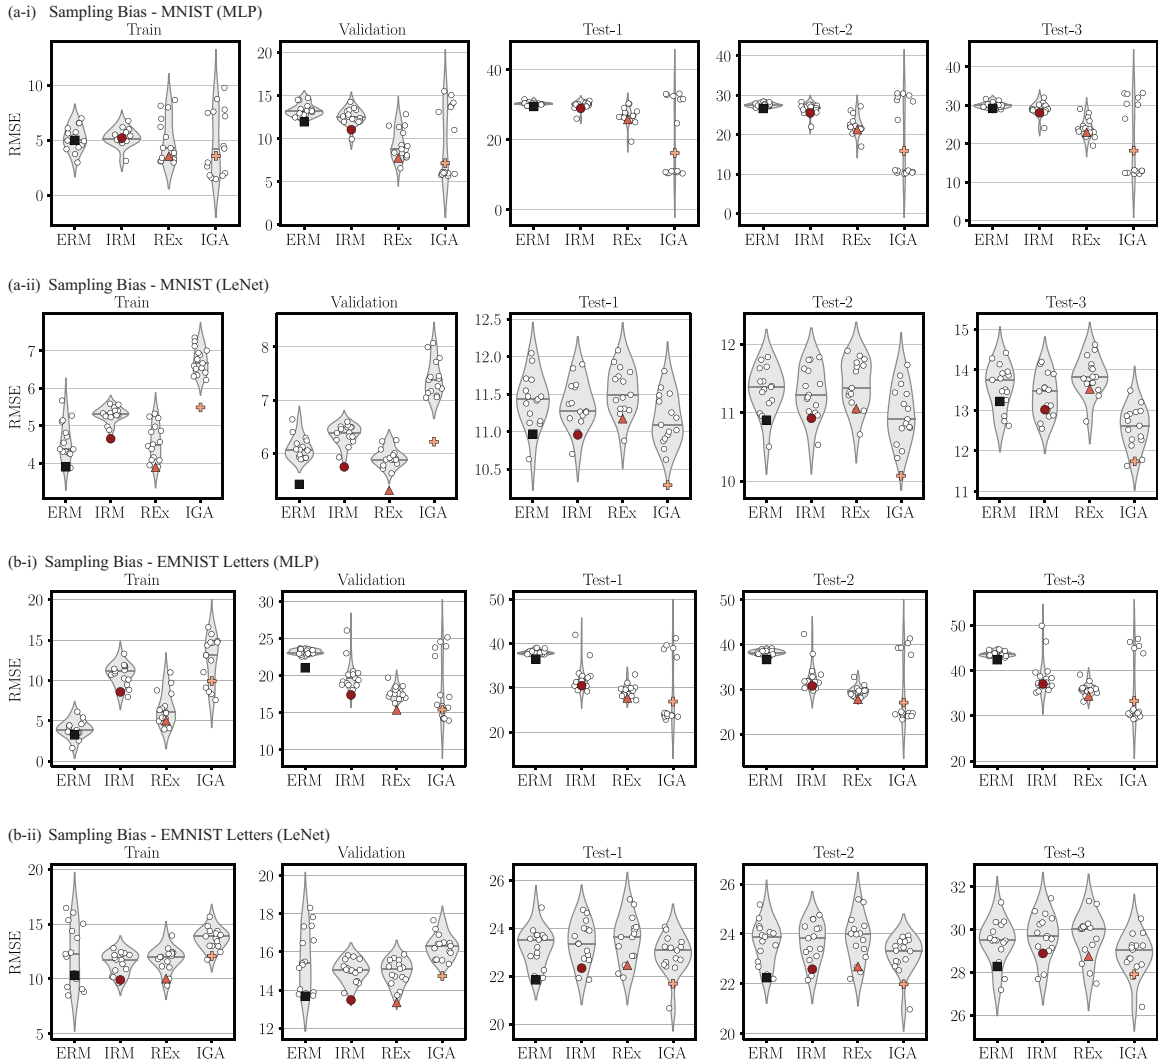 (a-i) Sampling Bias - MNIST (MLP)
Train Validation Test-1 Test-2 Test-3
RMSE
10 5 0
20 15 10 5 0
40 20 0
40 30 20 10 0
40 30 20 10 0
ERM IRM REx IGA ERM IRM REx IGA ERM IRM REx IGA ERM IRM REx IGA ERM IRM REx IGA
(a-ii) Sampling Bias - MNIST (LeNet)
Train Validation Test-1 Test-2 Test-3
RMSE
7 6 5 4
8 7 6
12.5 12.0 11.5 11.0 10.5
12 11 10
15 14 13 12 11
ERM IRM REx IGA ERM IRM REx IGA ERM IRM REx IGA ERM IRM REx IGA ERM IRM REx IGA
(b-i) Sampling Bias - EMNIST Letters (MLP)
Train Validation Test-1 Test-2 Test-3
RMSE
20 15 10 5 0
30 25 20 15 10
50 40 30 20
50 40 30 20
50 40 30 20
ERM IRM REx IGA ERM IRM REx IGA ERM IRM REx IGA ERM IRM REx IGA ERM IRM REx IGA
(b-ii) Sampling Bias - EMNIST Letters (LeNet)
Train Validation Test-1 Test-2 Test-3
RMSE
20 15 10 5
20 18 16 14 12
26 24 22 20
26 24 22 20
32 30 28 26
ERM IRM REx IGA ERM IRM REx IGA ERM IRM REx IGA ERM IRM REx IGA ERM IRM REx IGA